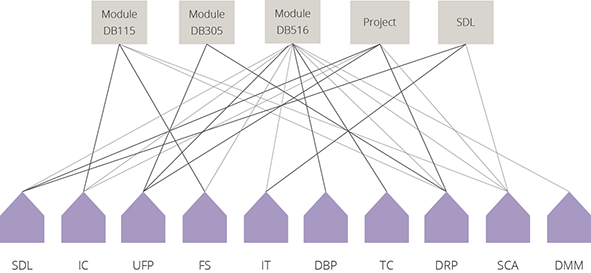 Module
DB115
Module
DB305
Module
DB516
Project
SDL
SDL
IC
UFP
FS
IT
DBP
TC
DRP
SCA
DMM